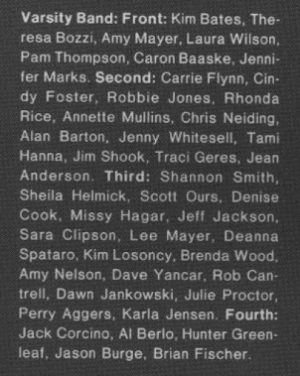 Varsity Band: Front: Kim Bates, The-
resa Bozzi, Amy Mayer, Laura Wilson,
Pam Thompson, Caron Baaske, Jenni-
fer Marks. Second: Carrie Flynn, Cin-
dy Foster, Robbie Jones, Rhonda
Rice, Annette Mullins, Chris Neiding,
Alan Barton, Jenny Whitesell, Tami
Hanna, Jim Shook, Traci Geres, Jean
Anderson. Third: Shannon Smith,
Sheila Helmick, Scott Ours, Denise
Cook, Missy Hagar, Jeff Jackson,
Sara Clipson, Lee Mayer, Deanna
Spataro, Kim Losoncy, Brenda Wood,
Amy Nelson, Dave Yancar, Rob Can-
trell, Dawn Jankowski, Julie Proctor,
Perry Aggers, Karla Jensen. Fourth:
Jack Corcino, Al Berlo, Hunter Green-
leaf, Jason Burge, Brian Fischer.